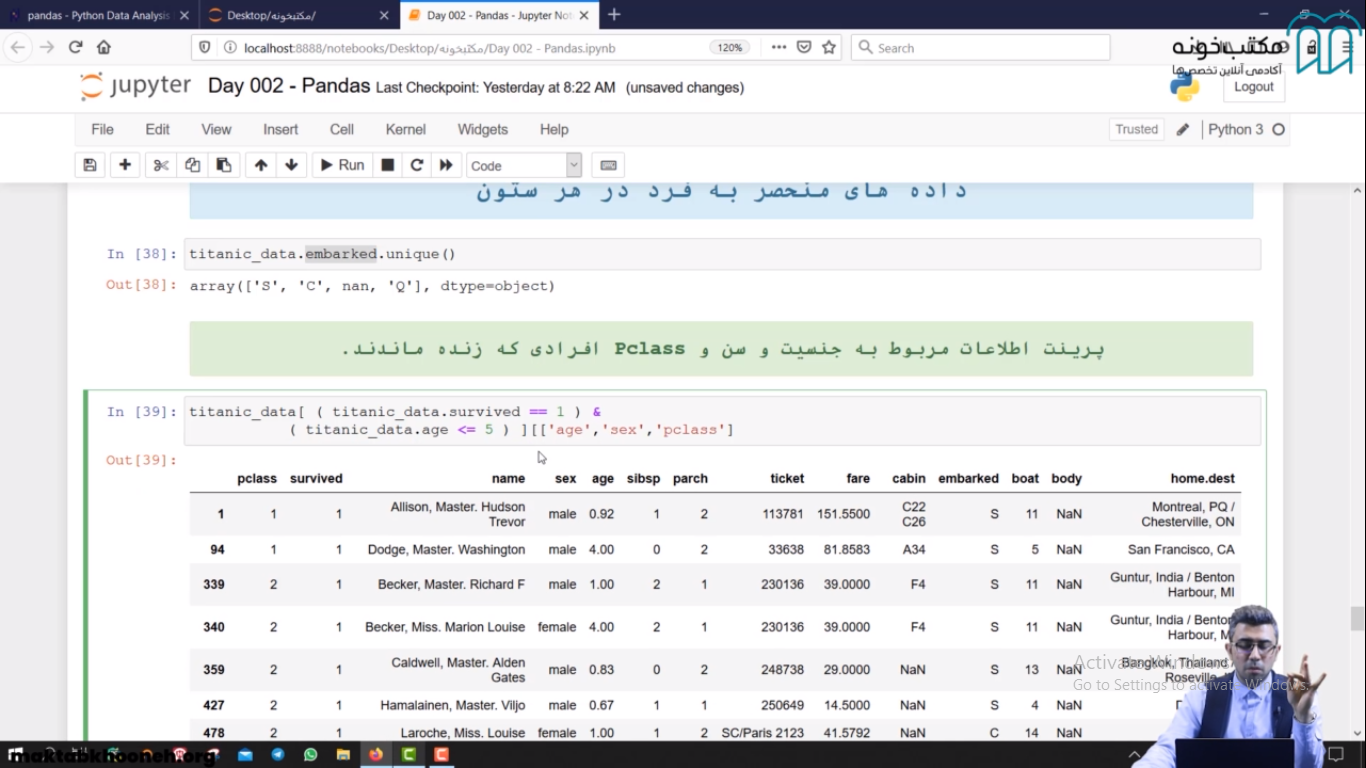 pandas - Python Data Analysis
Desktop/مکتبخونه/
Day 002 - Pandas - Jupyter Not
localhost:8888/notebooks/Desktop/مکتبخونه/Day 002 - Pandas.ipynb
120%
Search
مکتب‌خونه
آکادمی آنلاین تخصص‌ها
jupyter Day 002 - Pandas Last Checkpoint: Yesterday at 8:22 AM (unsaved changes)
Logout
File Edit View Insert Cell Kernel Widgets Help
Trusted Python 3
Run Code
داده های منحصر به فرد در هر ستون
In [38]: titanic_data.embarked.unique()
Out[38]: array(['S', 'C', nan, 'Q'], dtype=object)
پرینت اطلاعات مربوط به جنسیت و سن و Pclass افرادی که زنده ماندند.
In [39]: titanic_data[ ( titanic_data.survived == 1 ) &
( titanic_data.age <= 5 ) ][['age','sex','pclass']
Out[39]:
pclass survived name sex age sibsp parch ticket fare cabin embarked boat body home.dest
1 1 1 Allison, Master. Hudson Trevor male 0.92 1 2 113781 151.5500 C22 C26 S 11 NaN Montreal, PQ / Chesterville, ON
94 1 1 Dodge, Master. Washington male 4.00 0 2 33638 81.8583 A34 S 5 NaN San Francisco, CA
339 2 1 Becker, Master. Richard F male 1.00 2 1 230136 39.0000 F4 S 11 NaN Guntur, India / Benton Harbour, MI
340 2 1 Becker, Miss. Marion Louise female 4.00 2 1 230136 39.0000 F4 S 11 NaN Guntur, India / Benton Harbour,
359 2 1 Caldwell, Master. Alden Gates male 0.83 0 2 248738 29.0000 NaN S 13 NaN Bangkok, Thailand Roseville
427 2 1 Hamalainen, Master. Viljo male 0.67 1 1 250649 14.5000 NaN S 4 NaN
478 2 1 Laroche, Miss. Louise female 1.00 1 2 SC/Paris 2123 41.5792 NaN C 14 NaN
Activate Windows
Go to Settings to activate Windows.
maktabkhooneh.org